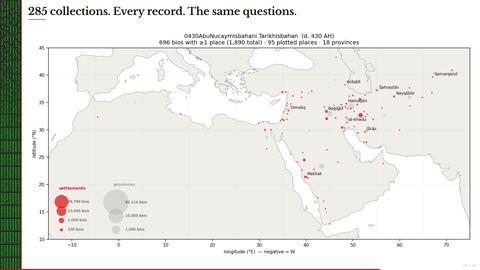 285 collections. Every record. The same questions.
0430AbuNucaymIsbahani.TarikhIsbahan (d. 430 AH)
696 bios with ≥1 place (1,890 total) · 95 plotted places · 18 provinces
45
40
35
30
25
20
15
10
latitude (°N)
Ardabīl
Samarqand
Šahrastān
Hamaḏān
Nayṣābūr
Dimašq
Baġdād
al-Ahwāz
Šīrāz
Makkaŧ
settlements
provinces
10,000 bios
10,000 bios
1,000 bios
1,000 bios
100 bios
−10
0
10
20
30
40
50
60
70
longitude (°E) — negative = W